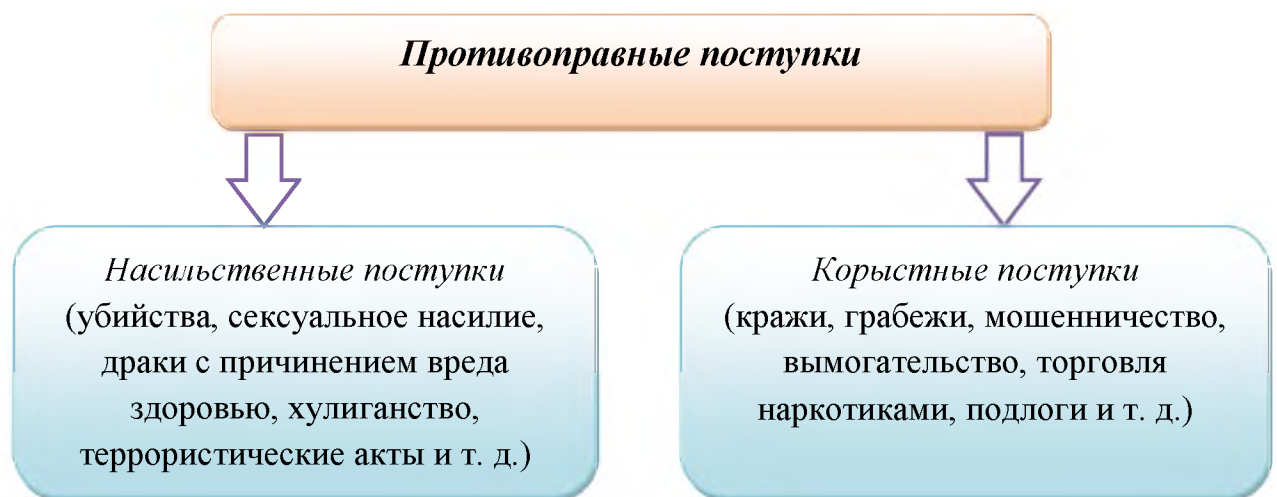 Противоправные поступки
Насильственные поступки
(убийства, сексуальное насилие,
драки с причинением вреда
здоровью, хулиганство,
террористические акты и т. д.)
Корыстные поступки
(кражи, грабежи, мошенничество,
вымогательство, торговля
наркотиками, подлоги и т. д.)